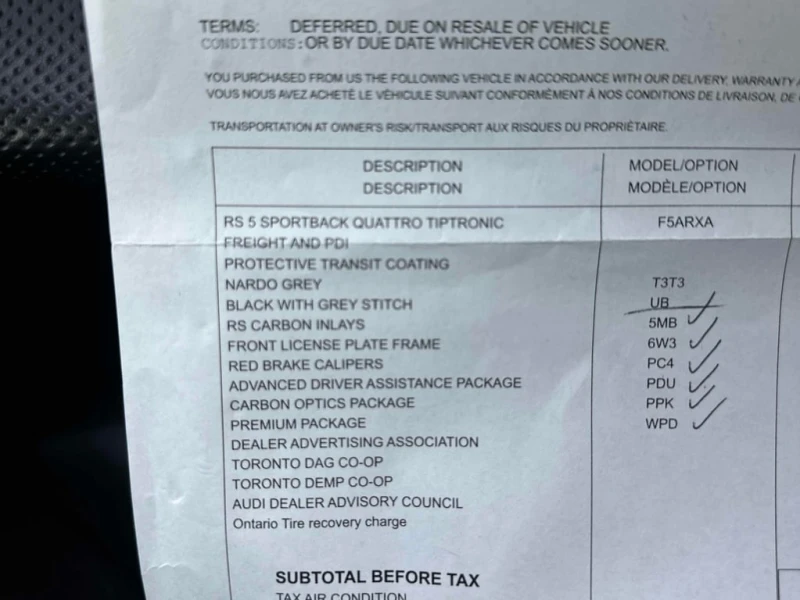 TERMS: DEFERRED, DUE ON RESALE OF VEHICLE
CONDITIONS: OR BY DUE DATE WHICHEVER COMES SOONER.
YOU PURCHASED FROM US THE FOLLOWING VEHICLE IN ACCORDANCE WITH OUR DELIVERY, WARRANTY
VOUS NOUS AVEZ ACHETÉ LE VÉHICULE SUIVANT CONFORMÉMENT À NOS CONDITIONS DE LIVRAISON, DE
TRANSPORTATION AT OWNER'S RISK/TRANSPORT AUX RISQUES DU PROPRIÉTAIRE.
DESCRIPTION MODEL/OPTION
DESCRIPTION MODÈLE/OPTION
RS 5 SPORTBACK QUATTRO TIPTRONIC F5ARXA
FREIGHT AND PDI
PROTECTIVE TRANSIT COATING
NARDO GREY T3T3
BLACK WITH GREY STITCH UB
RS CARBON INLAYS 5MB
FRONT LICENSE PLATE FRAME 6W3
RED BRAKE CALIPERS PC4
ADVANCED DRIVER ASSISTANCE PACKAGE PDU
CARBON OPTICS PACKAGE PPK
PREMIUM PACKAGE WPD
DEALER ADVERTISING ASSOCIATION
TORONTO DAG CO-OP
TORONTO DEMP CO-OP
AUDI DEALER ADVISORY COUNCIL
Ontario Tire recovery charge
SUBTOTAL BEFORE TAX
TAX AIR CONDITION